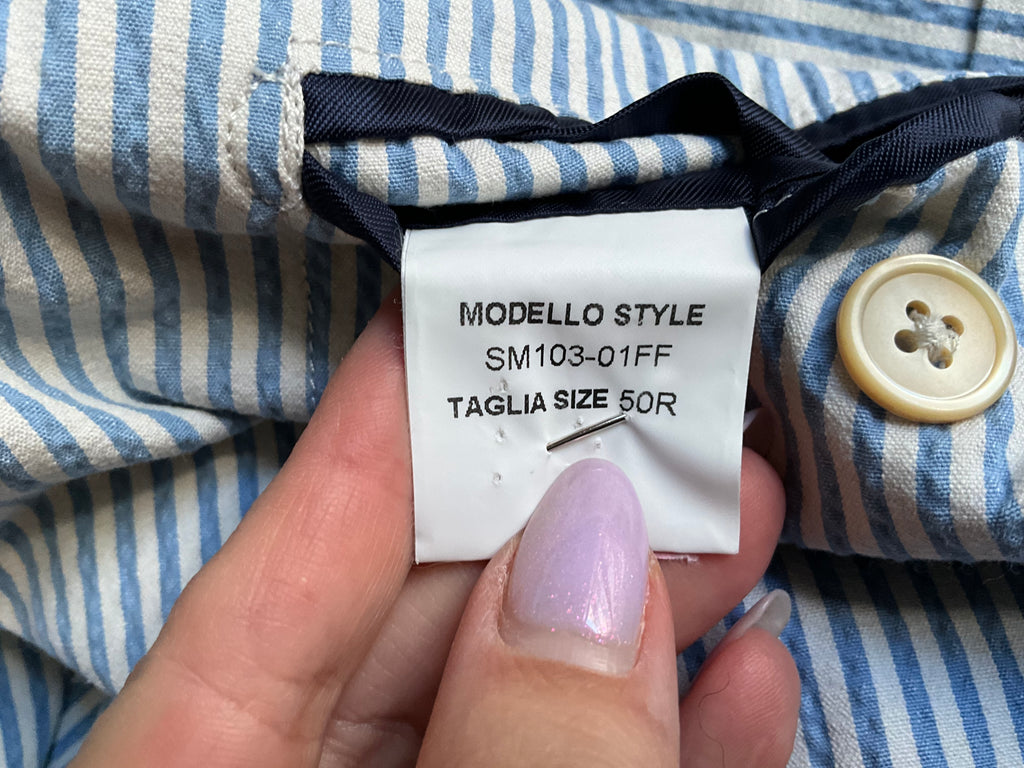 MODELLO STYLE
SM103-01FF
TAGLIA SIZE 50R